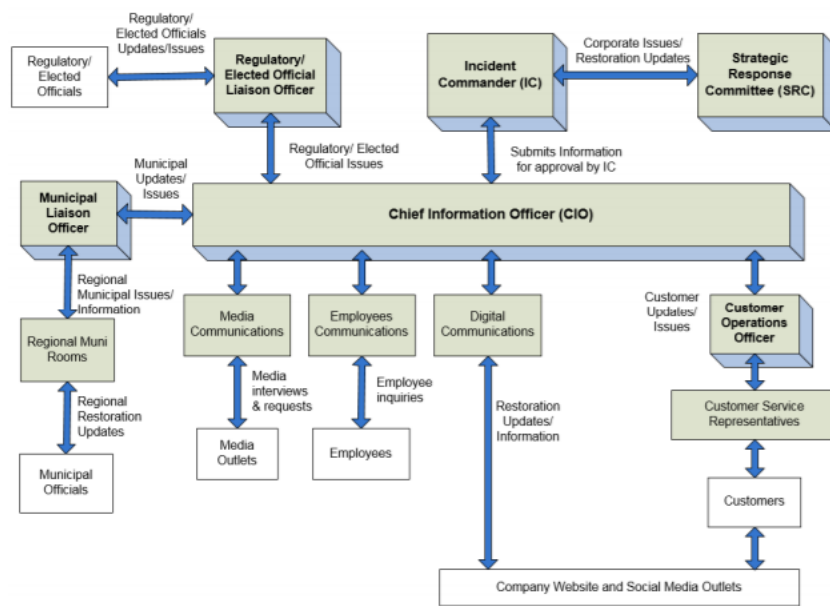 Regulatory/
Elected Officials
Updates/Issues
Regulatory/
Elected
Officials
Regulatory/
Elected Official
Liaison Officer
Incident
Commander (IC)
Corporate Issues/
Restoration Updates
Strategic
Response
Committee (SRC)
Regulatory/ Elected
Official Issues
Submits Information
for approval by IC
Municipal
Updates/
Issues
Municipal
Liaison
Officer
Chief Information Officer (CIO)
Regional
Municipal Issues/
Information
Customer
Updates/
Issues
Regional Muni
Rooms
Media
Communications
Employees
Communications
Digital
Communications
Customer
Operations
Officer
Regional
Restoration
Updates
Media
interviews
& requests
Employee
inquiries
Restoration
Updates/
Information
Customer Service
Representatives
Municipal
Officials
Media
Outlets
Employees
Customers
Company Website and Social Media Outlets